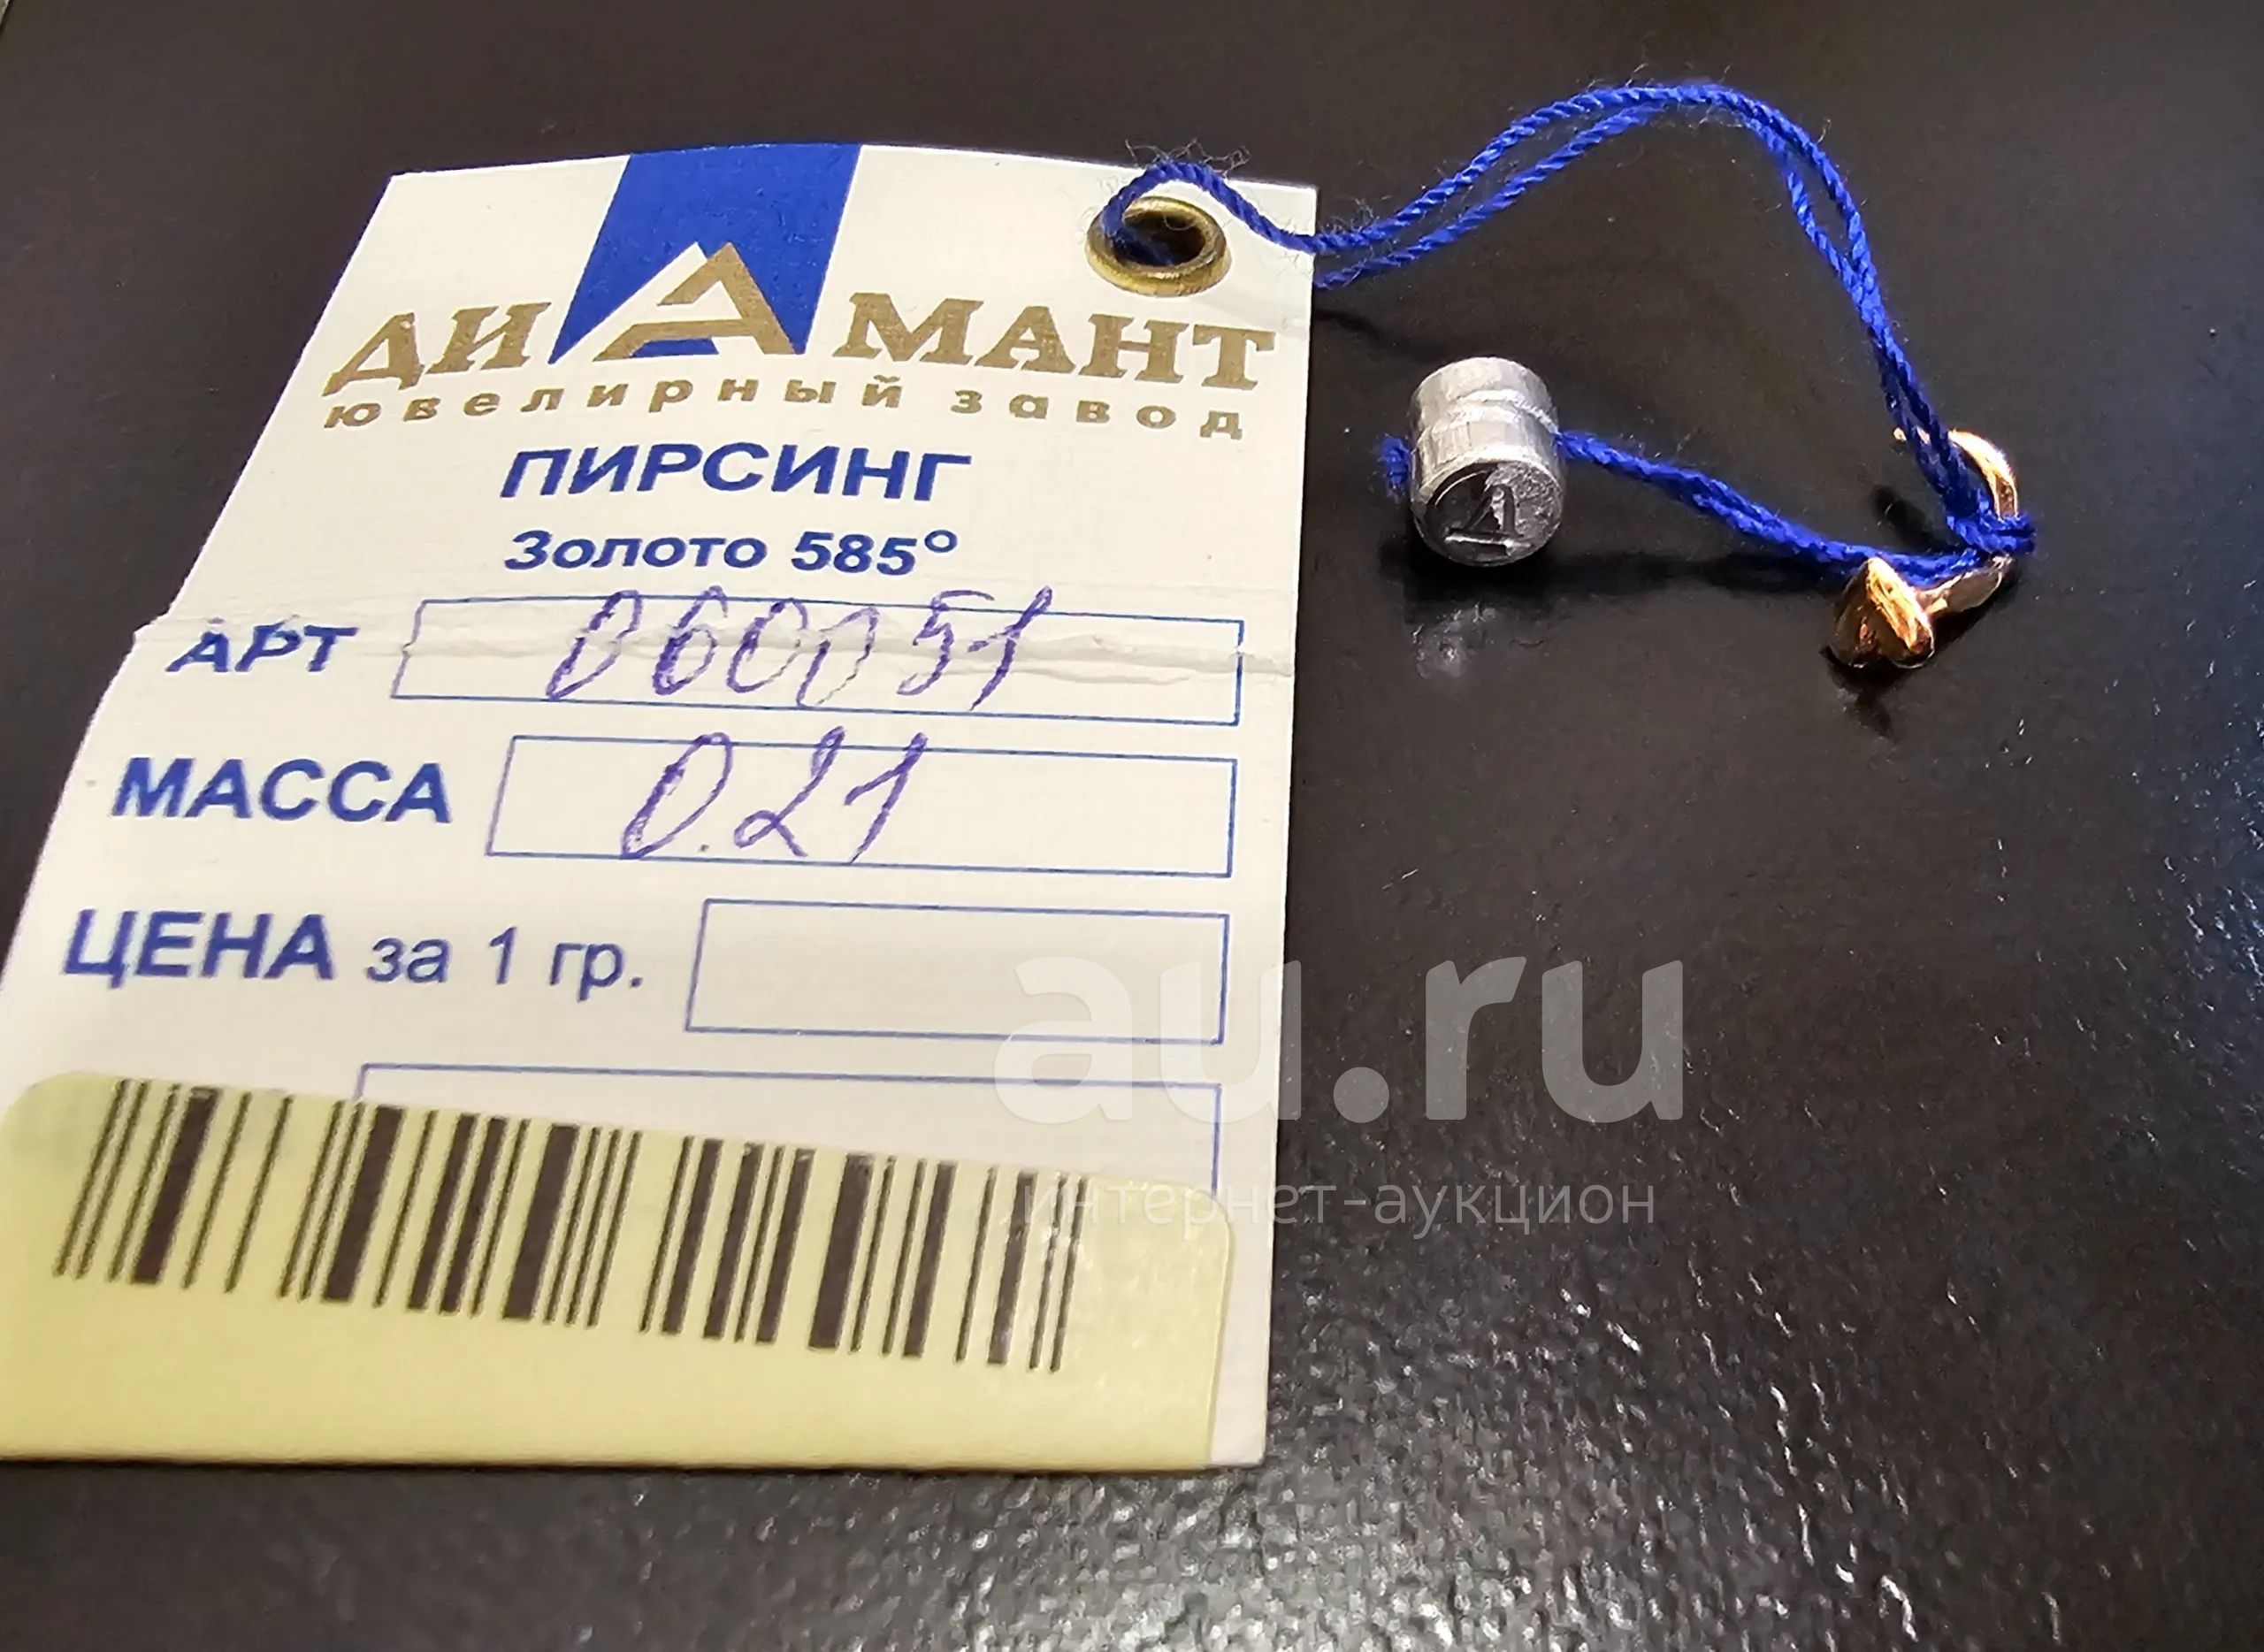 ДИАМАНТ
ювелирный завод
ПИРСИНГ
Золото 585°
АРТ 060051
МАССА 0.21
ЦЕНА за 1 гр.
Д
au.ru
интернет-аукцион